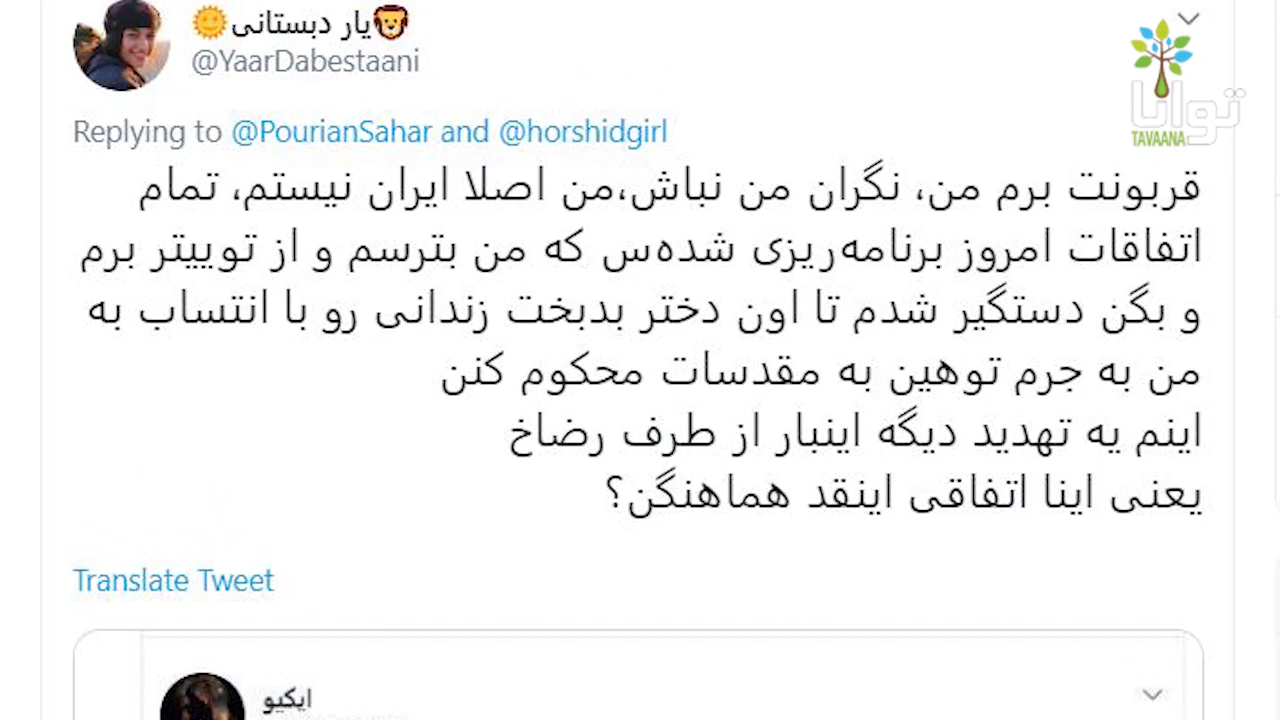 🌞یار دبستانی🦁
@YaarDabestaani
توانا
TAVAANA
Replying to @PourianSahar and @horshidgirl
قربونت برم من، نگران من نباش،من اصلا ایران نیستم، تمام
اتفاقات امروز برنامه‌ریزی شده‌س که من بترسم و از توییتر برم
و بگن دستگیر شدم تا اون دختر بدبخت زندانی رو با انتساب به
من به جرم توهین به مقدسات محکوم کنن
اینم یه تهدید دیگه اینبار از طرف رضاخ
یعنی اینا اتفاقی اینقد هماهنگن؟
Translate Tweet
ایکیو